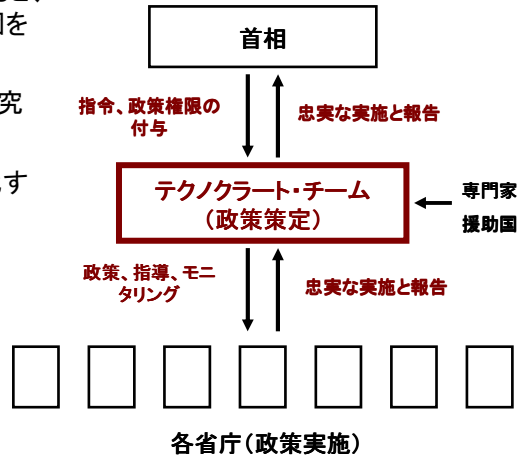 首相
究
指令、政策権限の
付与
忠実な実施と報告
す
テクノクラート・チーム
(政策策定)
専門家
援助国
政策、指導、モニ
タリング
忠実な実施と報告
各省庁(政策実施)